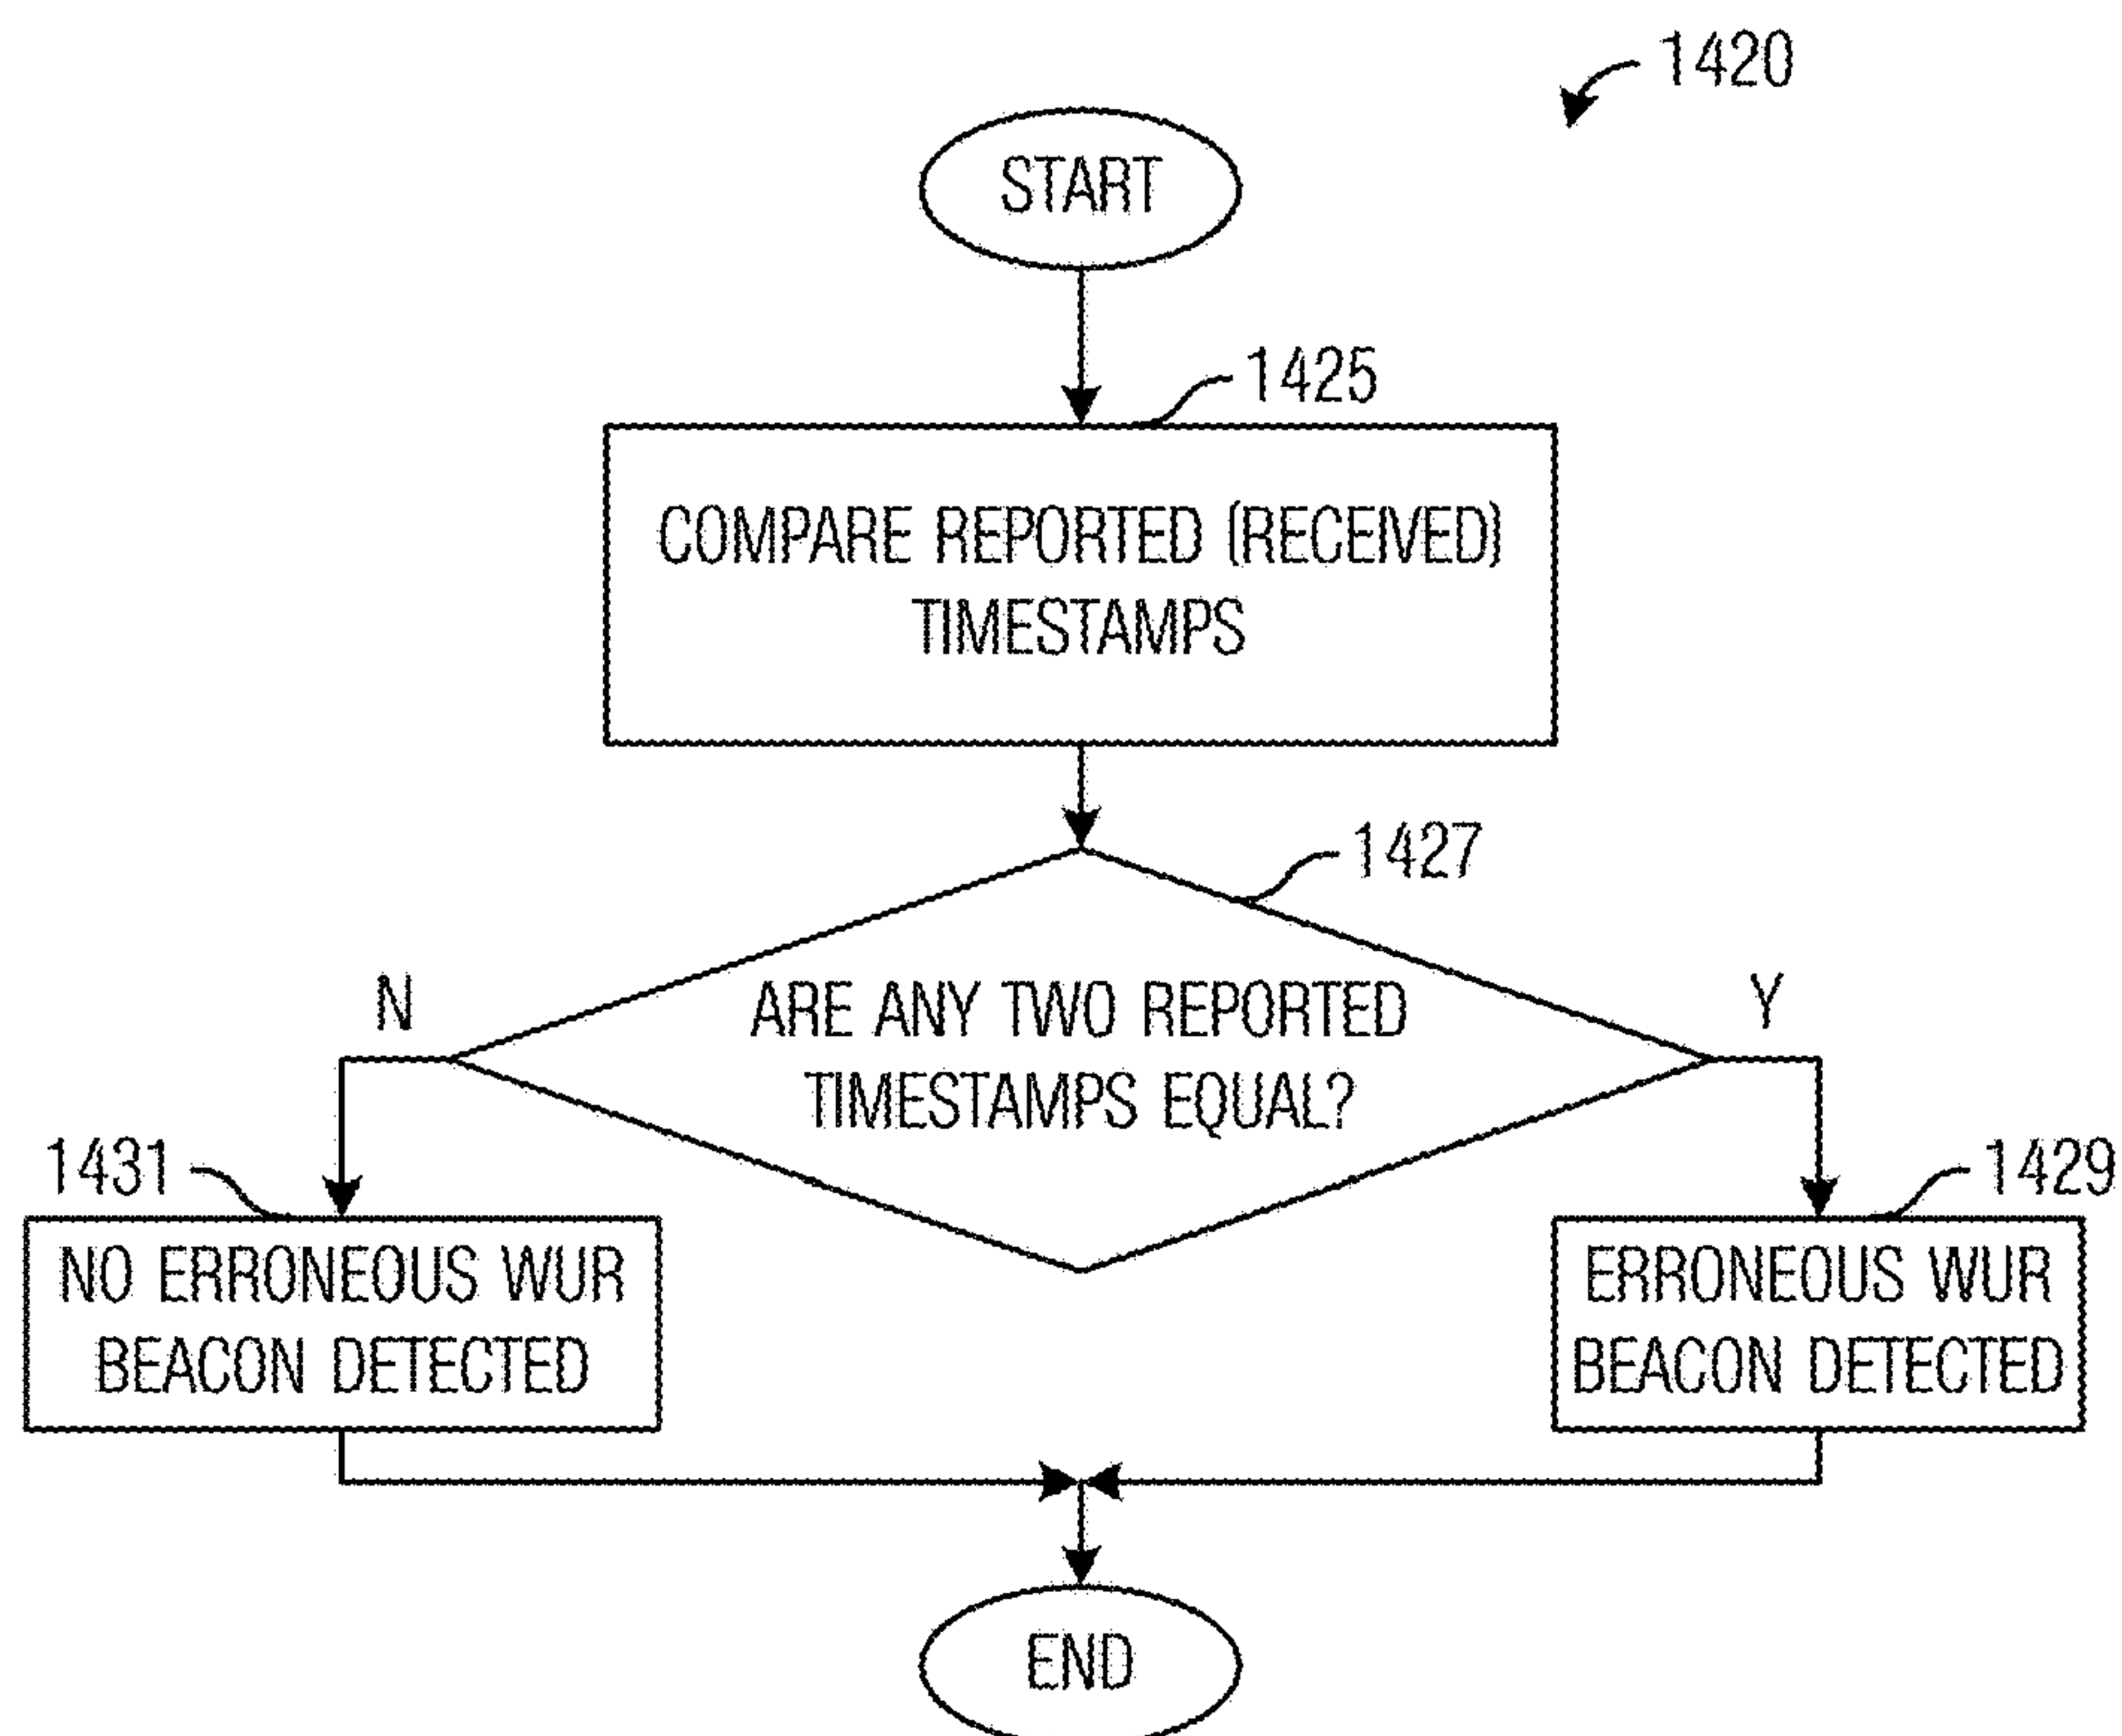 1420
START
1425
COMPARE REPORTED (RECEIVED)
TIMESTAMPS
1427
N
ARE ANY TWO REPORTED
TIMESTAMPS EQUAL?
Y
1431
1429
NO ERRONEOUS WUR
BEACON DETECTED
ERRONEOUS WUR
BEACON DETECTED
END